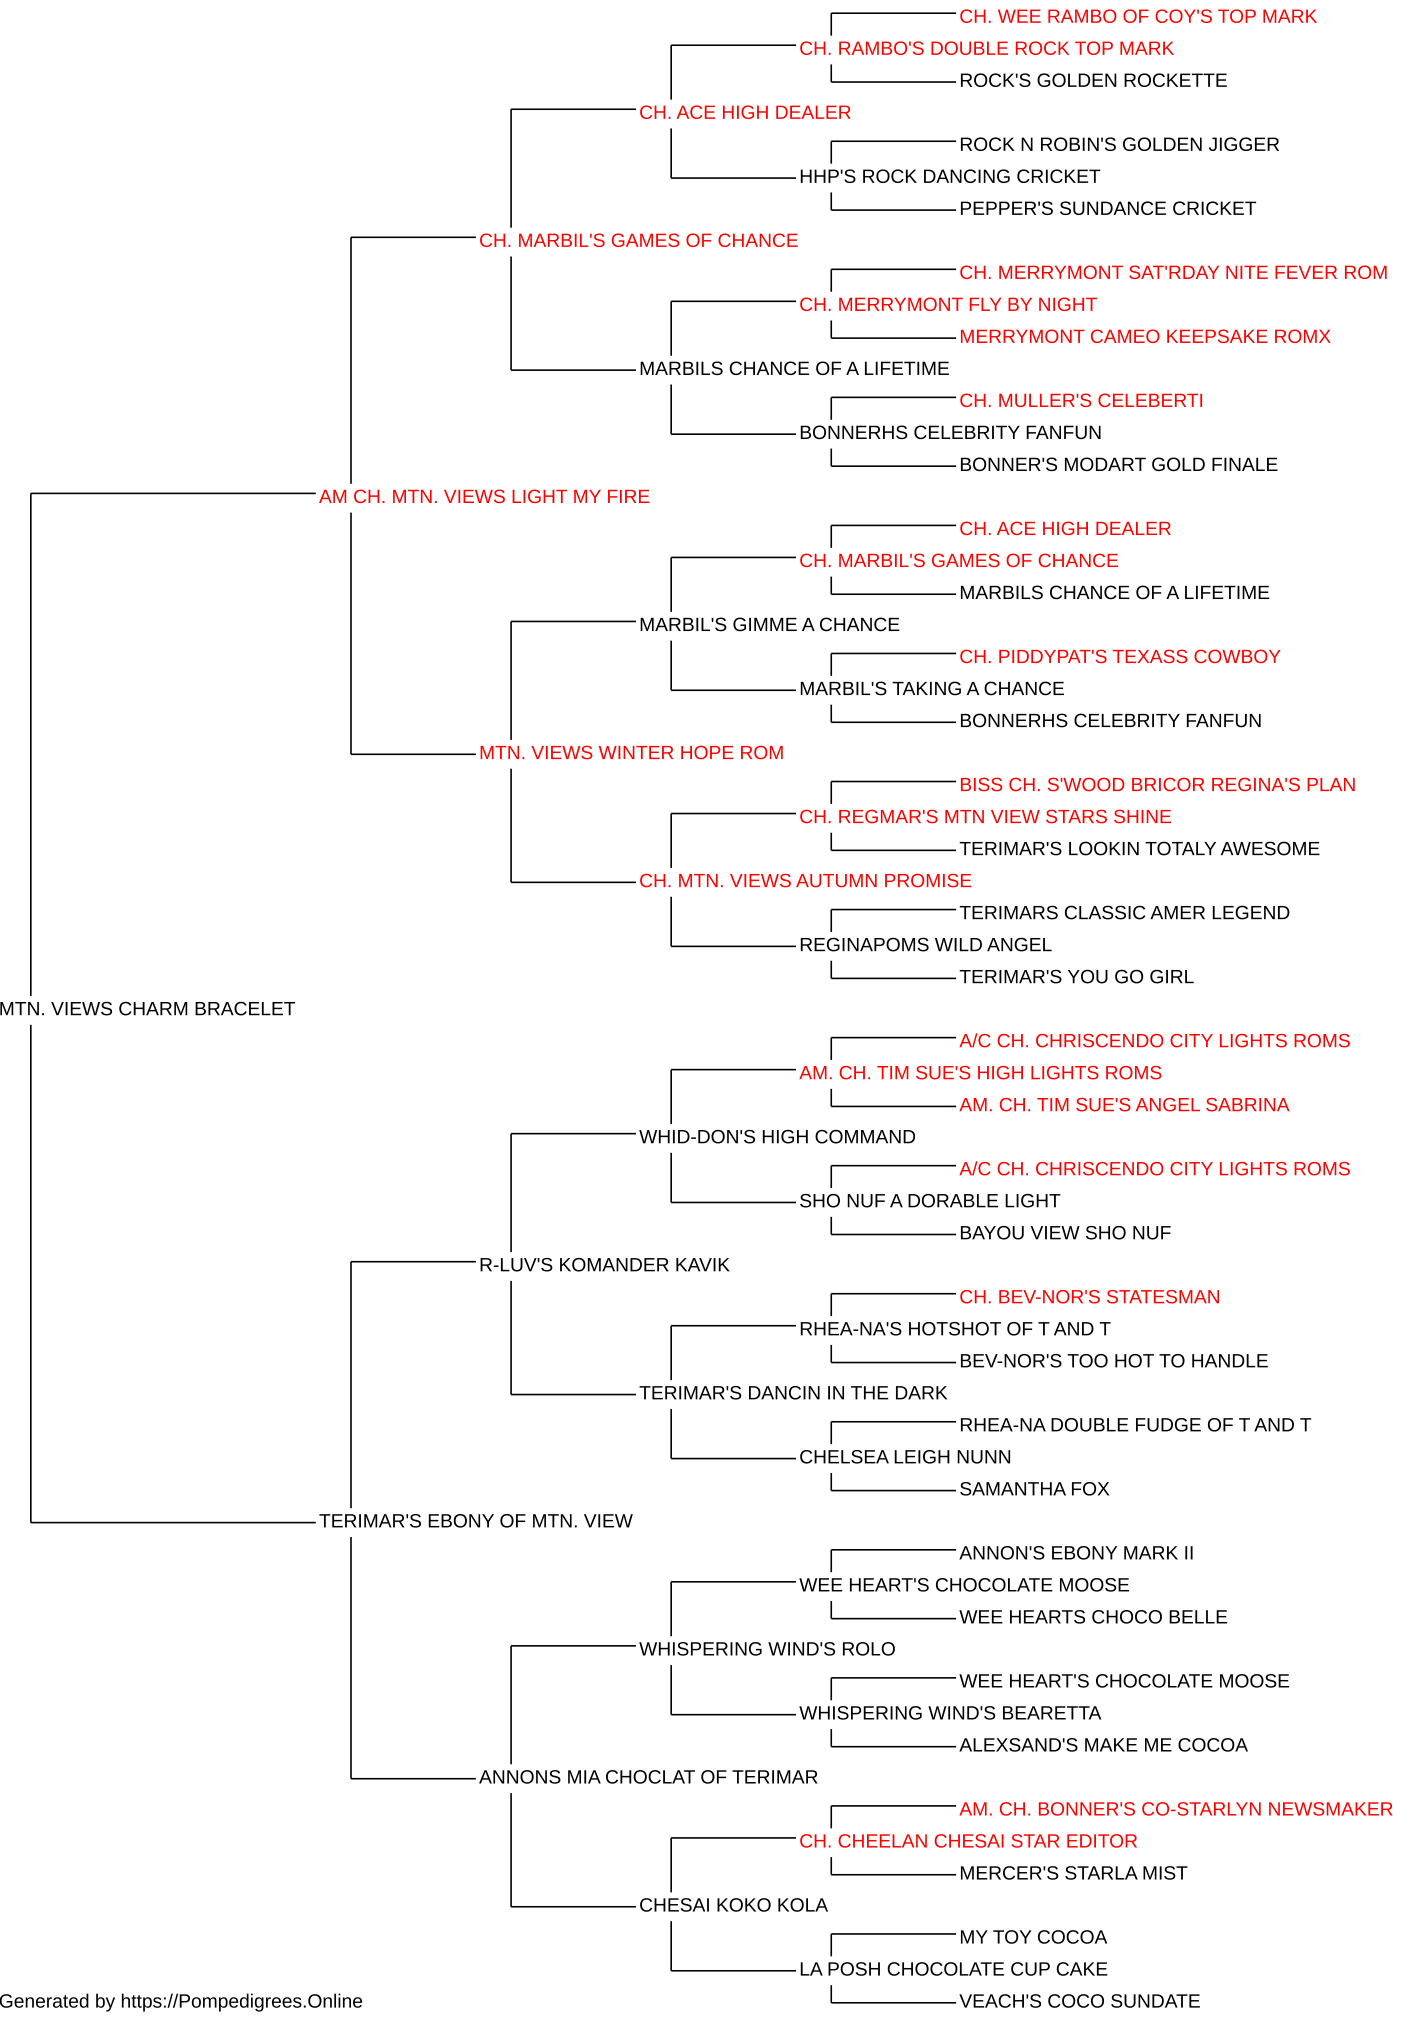 CH. WEE RAMBO OF COY'S TOP MARK
CH. RAMBO'S DOUBLE ROCK TOP MARK
ROCK'S GOLDEN ROCKETTE
CH. ACE HIGH DEALER
ROCK N ROBIN'S GOLDEN JIGGER
HHP'S ROCK DANCING CRICKET
PEPPER'S SUNDANCE CRICKET
CH. MARBIL'S GAMES OF CHANCE
CH. MERRYMONT SAT'RDAY NITE FEVER ROM
CH. MERRYMONT FLY BY NIGHT
MERRYMONT CAMEO KEEPSAKE ROMX
MARBILS CHANCE OF A LIFETIME
CH. MULLER'S CELEBERTI
BONNERHS CELEBRITY FANFUN
BONNER'S MODART GOLD FINALE
AM CH. MTN. VIEWS LIGHT MY FIRE
CH. ACE HIGH DEALER
CH. MARBIL'S GAMES OF CHANCE
MARBILS CHANCE OF A LIFETIME
MARBIL'S GIMME A CHANCE
CH. PIDDYPAT'S TEXASS COWBOY
MARBIL'S TAKING A CHANCE
BONNERHS CELEBRITY FANFUN
MTN. VIEWS WINTER HOPE ROM
BISS CH. S'WOOD BRICOR REGINA'S PLAN
CH. REGMAR'S MTN VIEW STARS SHINE
TERIMAR'S LOOKIN TOTALY AWESOME
CH. MTN. VIEWS AUTUMN PROMISE
TERIMARS CLASSIC AMER LEGEND
REGINAPOMS WILD ANGEL
TERIMAR'S YOU GO GIRL
MTN. VIEWS CHARM BRACELET
A/C CH. CHRISCENDO CITY LIGHTS ROMS
AM. CH. TIM SUE'S HIGH LIGHTS ROMS
AM. CH. TIM SUE'S ANGEL SABRINA
WHID-DON'S HIGH COMMAND
A/C CH. CHRISCENDO CITY LIGHTS ROMS
SHO NUF A DORABLE LIGHT
BAYOU VIEW SHO NUF
R-LUV'S KOMANDER KAVIK
CH. BEV-NOR'S STATESMAN
RHEA-NA'S HOTSHOT OF T AND T
BEV-NOR'S TOO HOT TO HANDLE
TERIMAR'S DANCIN IN THE DARK
RHEA-NA DOUBLE FUDGE OF T AND T
CHELSEA LEIGH NUNN
SAMANTHA FOX
TERIMAR'S EBONY OF MTN. VIEW
ANNON'S EBONY MARK II
WEE HEART'S CHOCOLATE MOOSE
WEE HEARTS CHOCO BELLE
WHISPERING WIND'S ROLO
WEE HEART'S CHOCOLATE MOOSE
WHISPERING WIND'S BEARETTA
ALEXSAND'S MAKE ME COCOA
ANNONS MIA CHOCLAT OF TERIMAR
AM. CH. BONNER'S CO-STARLYN NEWSMAKER
CH. CHEELAN CHESAI STAR EDITOR
MERCER'S STARLA MIST
CHESAI KOKO KOLA
MY TOY COCOA
LA POSH CHOCOLATE CUP CAKE
VEACH'S COCO SUNDATE
Generated by https://Pompedigrees.Online